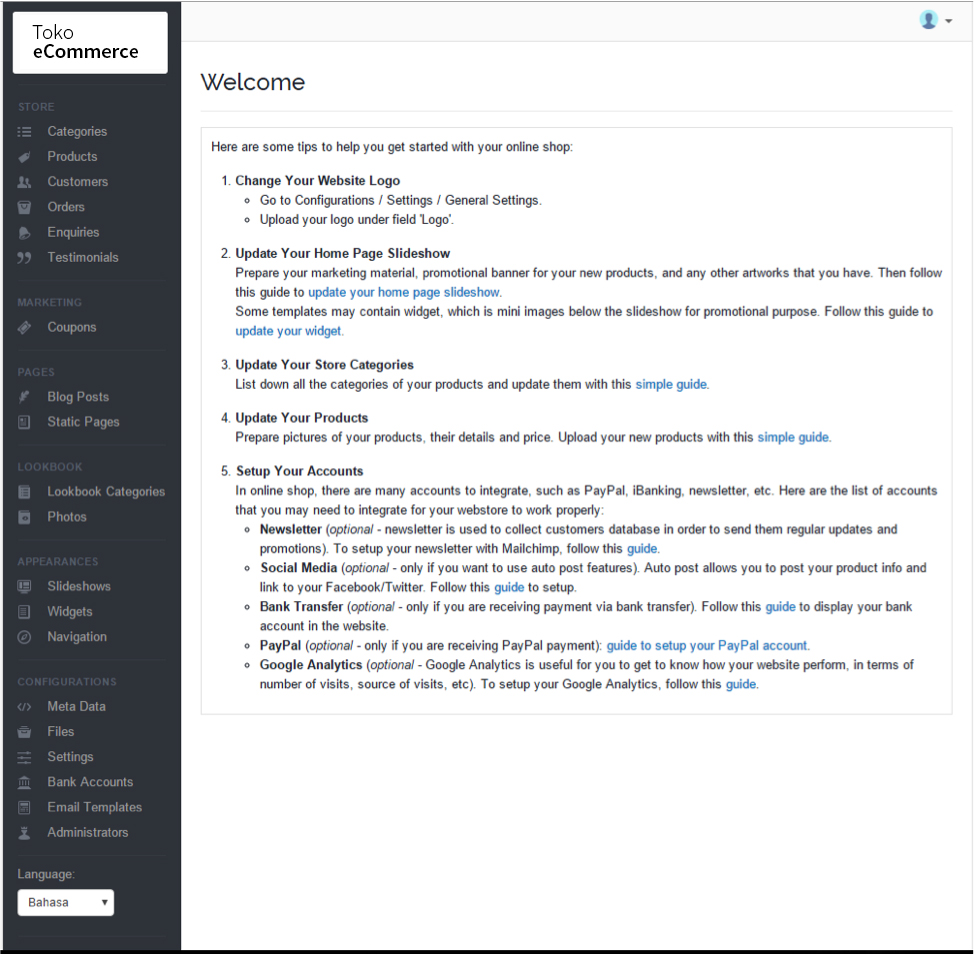 Toko
eCommerce
STORE
Categories
Products
Customers
Orders
Enquiries
Testimonials
MARKETING
Coupons
PAGES
Blog Posts
Static Pages
LOOKBOOK
Lookbook Categories
Photos
APPEARANCES
Slideshows
Widgets
Navigation
CONFIGURATIONS
Meta Data
Files
Settings
Bank Accounts
Email Templates
Administrators
Language:
Bahasa
Welcome
Here are some tips to help you get started with your online shop:
1. Change Your Website Logo
Go to Configurations / Settings / General Settings.
Upload your logo under field 'Logo'.
2. Update Your Home Page Slideshow
Prepare your marketing material, promotional banner for your new products, and any other artworks that you have. Then follow
this guide to update your home page slideshow.
Some templates may contain widget, which is mini images below the slideshow for promotional purpose. Follow this guide to
update your widget.
3. Update Your Store Categories
List down all the categories of your products and update them with this simple guide.
4. Update Your Products
Prepare pictures of your products, their details and price. Upload your new products with this simple guide.
5. Setup Your Accounts
In online shop, there are many accounts to integrate, such as PayPal, iBanking, newsletter, etc. Here are the list of accounts
that you may need to integrate for your webstore to work properly:
Newsletter (optional - newsletter is used to collect customers database in order to send them regular updates and
promotions). To setup your newsletter with Mailchimp, follow this guide.
Social Media (optional - only if you want to use auto post features). Auto post allows you to post your product info and
link to your Facebook/Twitter. Follow this guide to setup.
Bank Transfer (optional - only if you are receiving payment via bank transfer). Follow this guide to display your bank
account in the website.
PayPal (optional - only if you are receiving PayPal payment): guide to setup your PayPal account.
Google Analytics (optional - Google Analytics is useful for you to get to know how your website perform, in terms of
number of visits, source of visits, etc). To setup your Google Analytics, follow this guide.